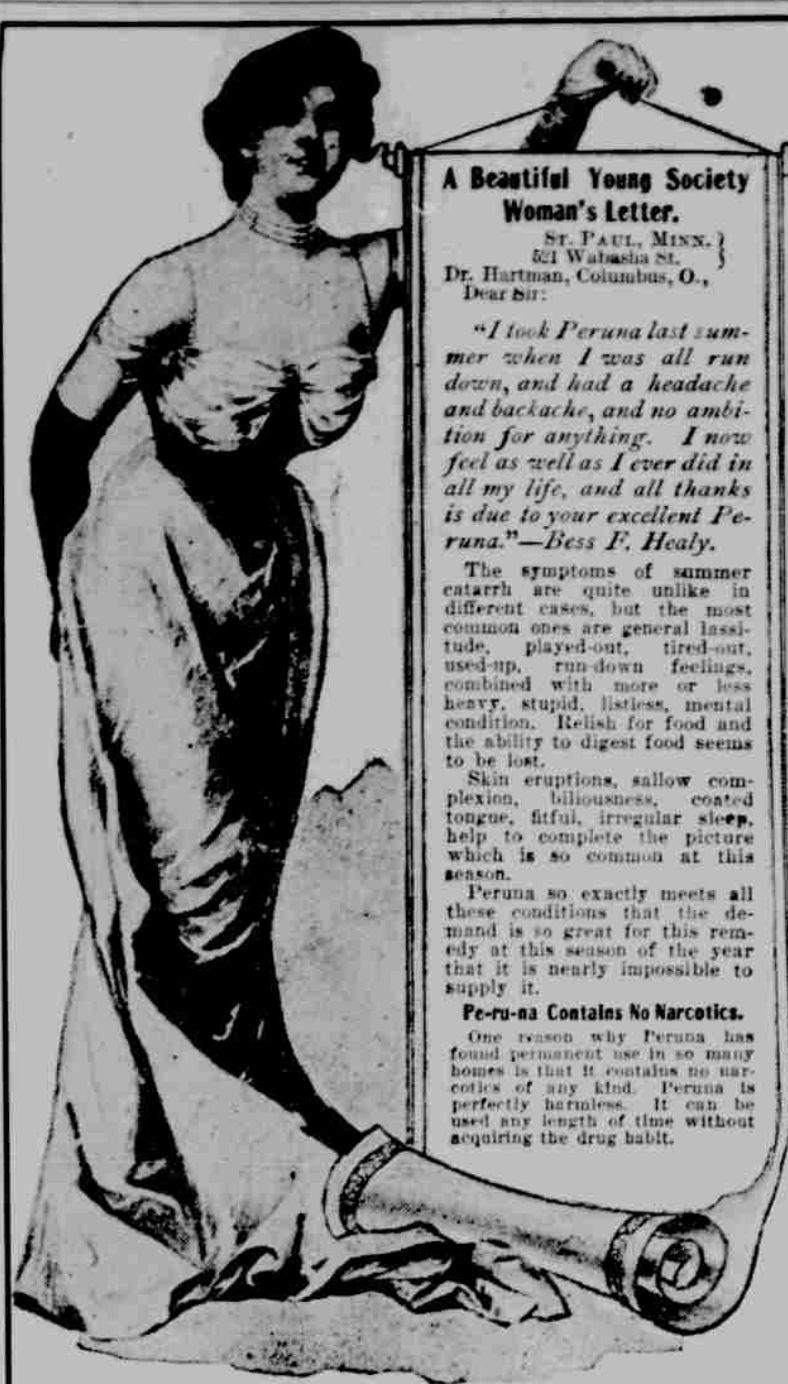 A Beautiful Young Society
Woman's Letter.
ST. PAUL, MINN. }
521 Wabasha St. }
Dr. Hartman, Columbus, O.,
Dear Sir:
"I took Peruna last sum-
mer when I was all run
down, and had a headache
and backache, and no ambi-
tion for anything. I now
feel as well as I ever did in
all my life, and all thanks
is due to your excellent Pe-
runa."—Bess F. Healy.
The symptoms of summer
catarrh are quite unlike in
different cases, but the most
common ones are general lassi-
tude, played-out, tired-out,
used-up, run-down feelings,
combined with more or less
heavy, stupid, listless, mental
condition. Relish for food and
the ability to digest food seems
to be lost.
Skin eruptions, sallow com-
plexion, biliousness, coated
tongue, fitful, irregular sleep,
help to complete the picture
which is so common at this
season.
Peruna so exactly meets all
these conditions that the de-
mand is so great for this rem-
edy at this season of the year
that it is nearly impossible to
supply it.
Pe-ru-na Contains No Narcotics.
One reason why Peruna has
found permanent use in so many
homes is that it contains no nar-
cotics of any kind. Peruna is
perfectly harmless. It can be
used any length of time without
acquiring the drug habit.